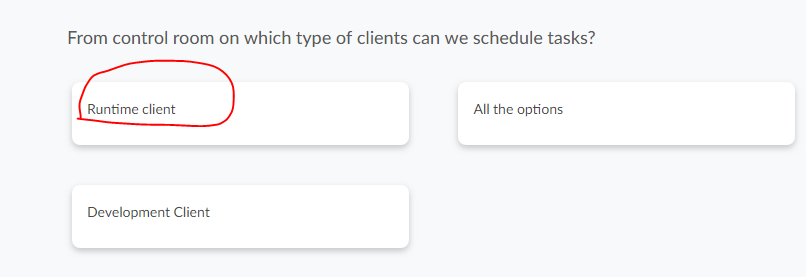 From control room on which type of clients can we schedule tasks?
Runtime client
All the options
Development Client